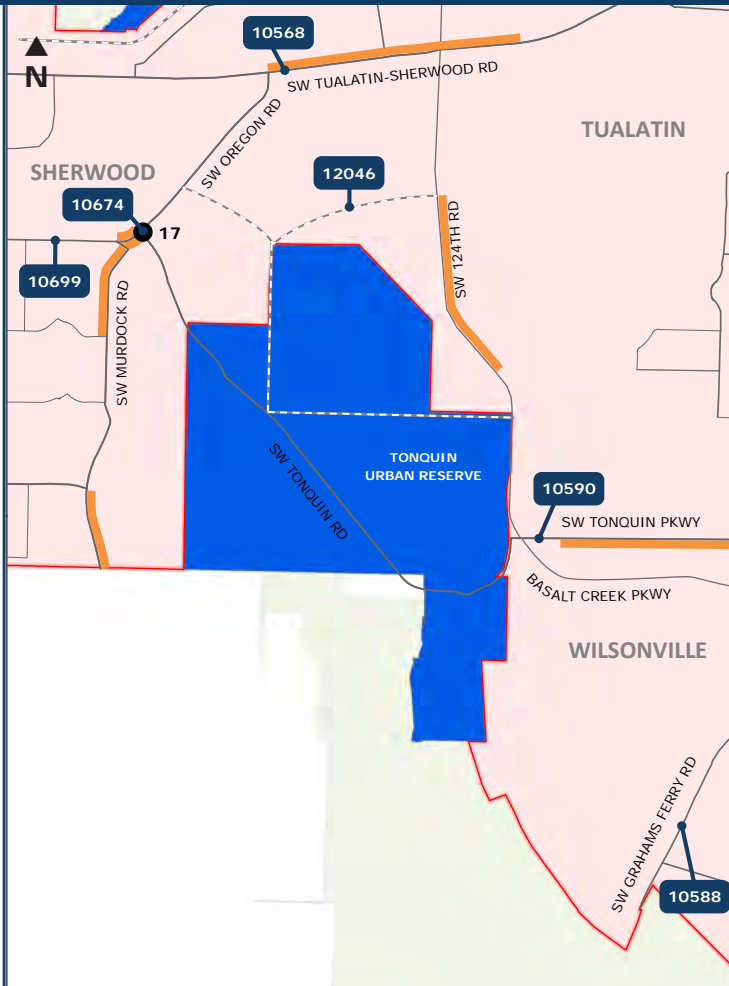 10568
N
SW TUALATIN-SHERWOOD RD
TUALATIN
SW OREGON RD
SHERWOOD
12046
10674
17
SW 124TH RD
10699
SW MURDOCK RD
TONQUIN
URBAN RESERVE
SW TONQUIN RD
10590
SW TONQUIN PKWY
BASALT CREEK PKWY
WILSONVILLE
SW GRAHAMS FERRY RD
10588